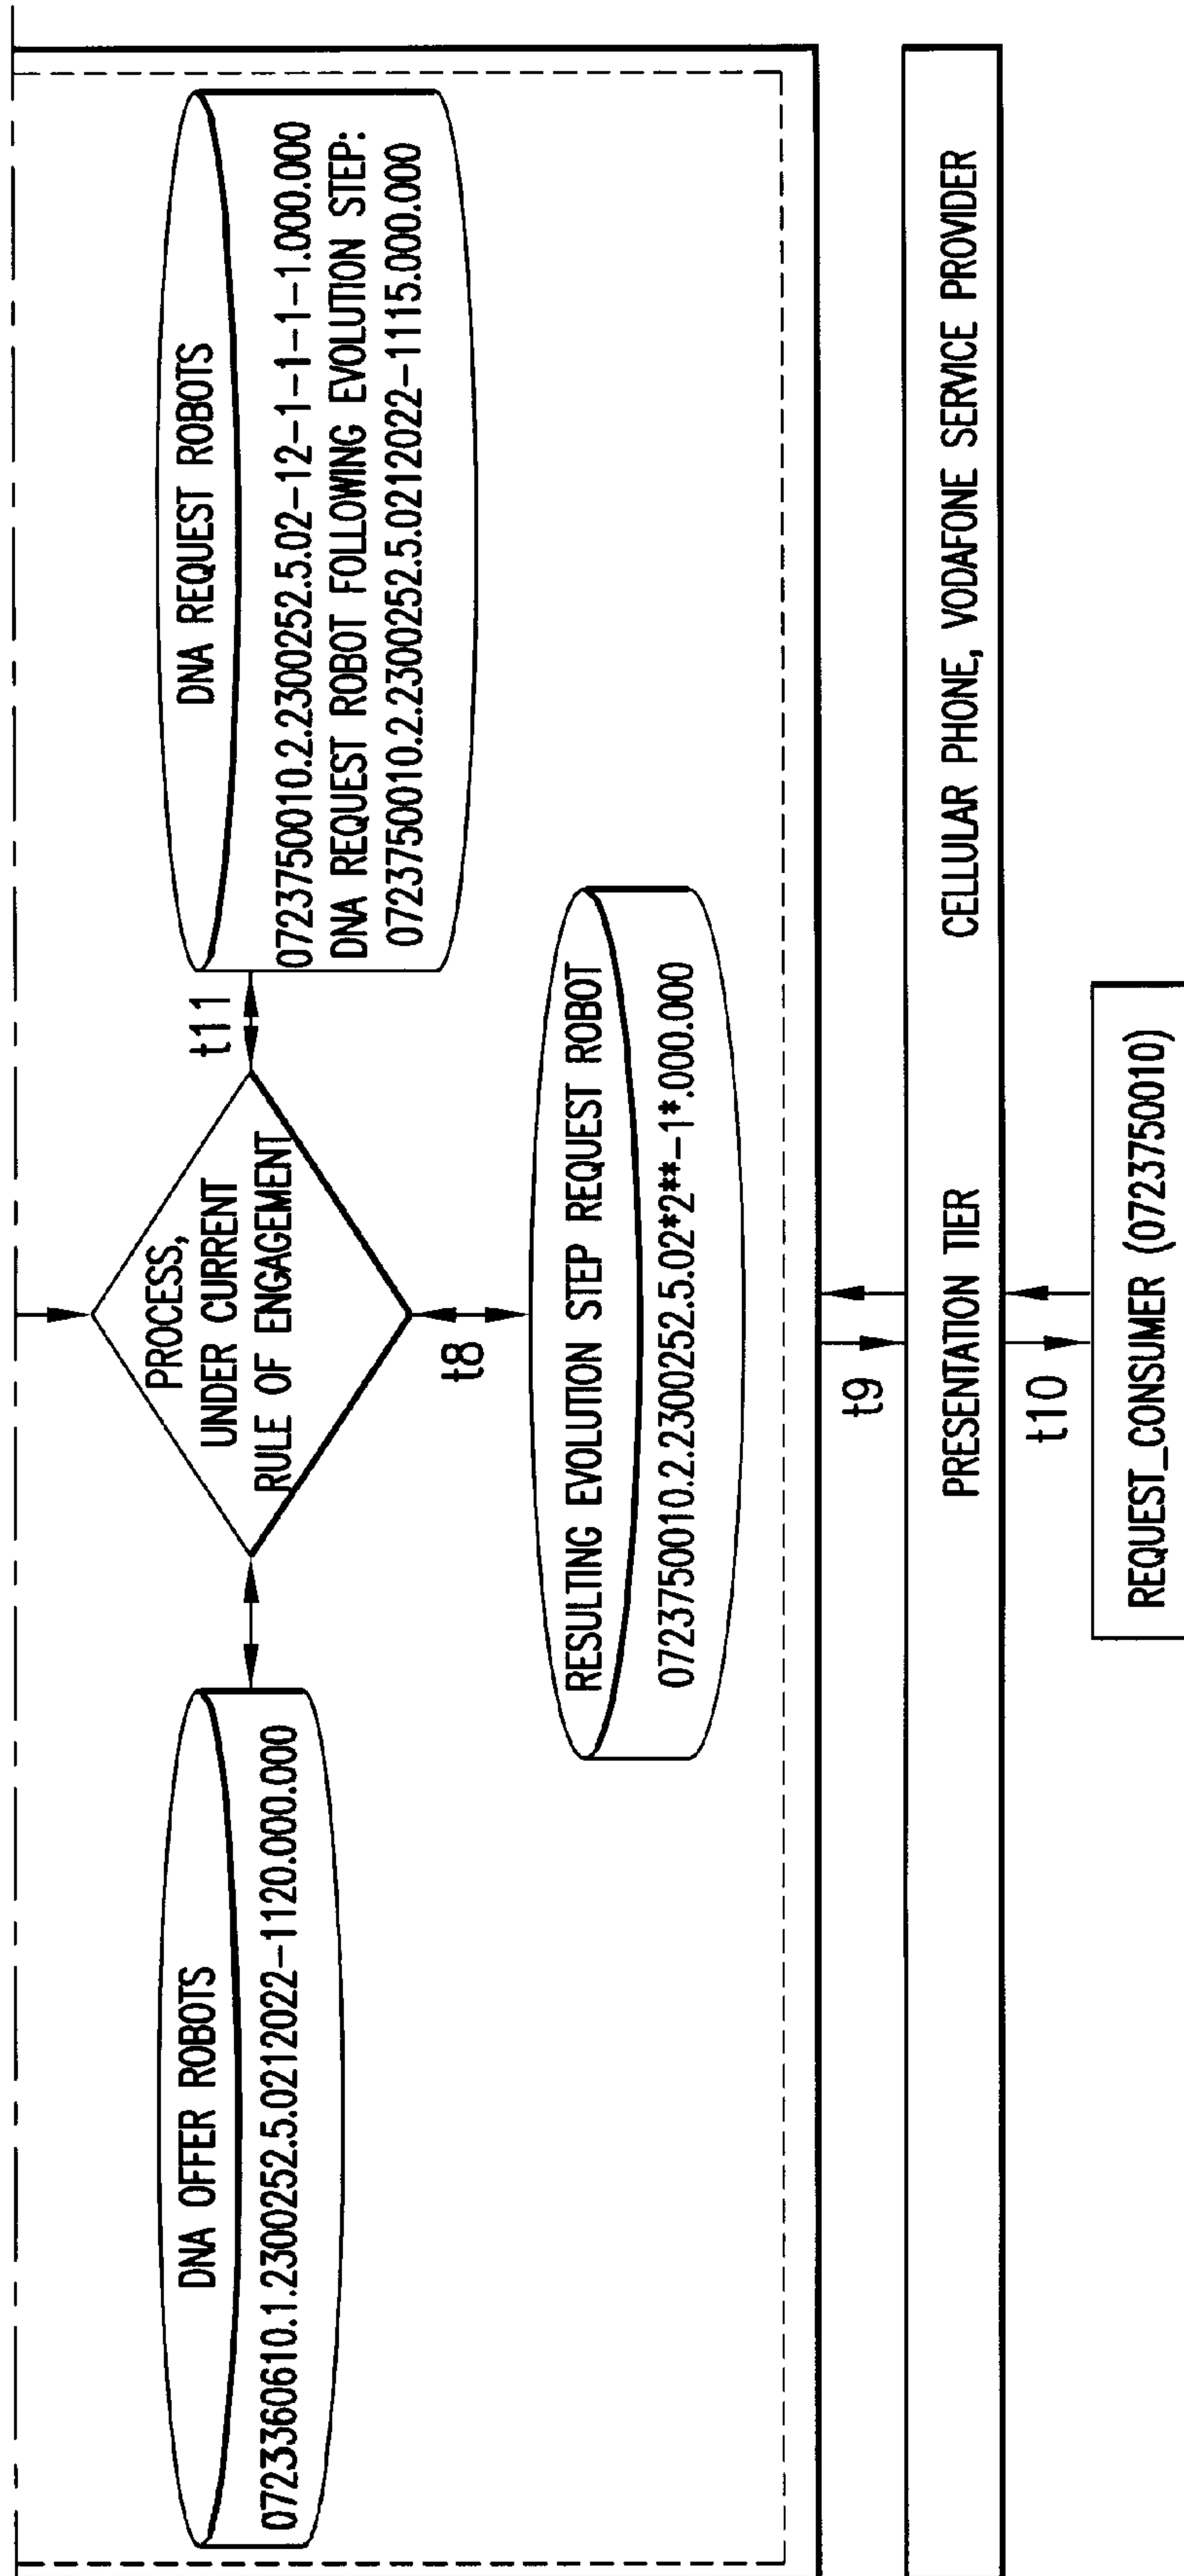 DNA OFFER ROBOTS
0723360610.1.2300252.5.0212022-1120.000.000
PROCESS,
UNDER CURRENT
RULE OF ENGAGEMENT
t11
DNA REQUEST ROBOTS
0723750010.2.2300252.5.02-12-1-1-1-1.000.000
DNA REQUEST ROBOT FOLLOWING EVOLUTION STEP:
0723750010.2.2300252.5.0212022-1115.000.000
t8
RESULTING EVOLUTION STEP REQUEST ROBOT
0723750010.2.2300252.5.02*2**-1*.000.000
t9
PRESENTATION TIER
CELLULAR PHONE, VODAFONE SERVICE PROVIDER
t10
REQUEST_CONSUMER (0723750010)